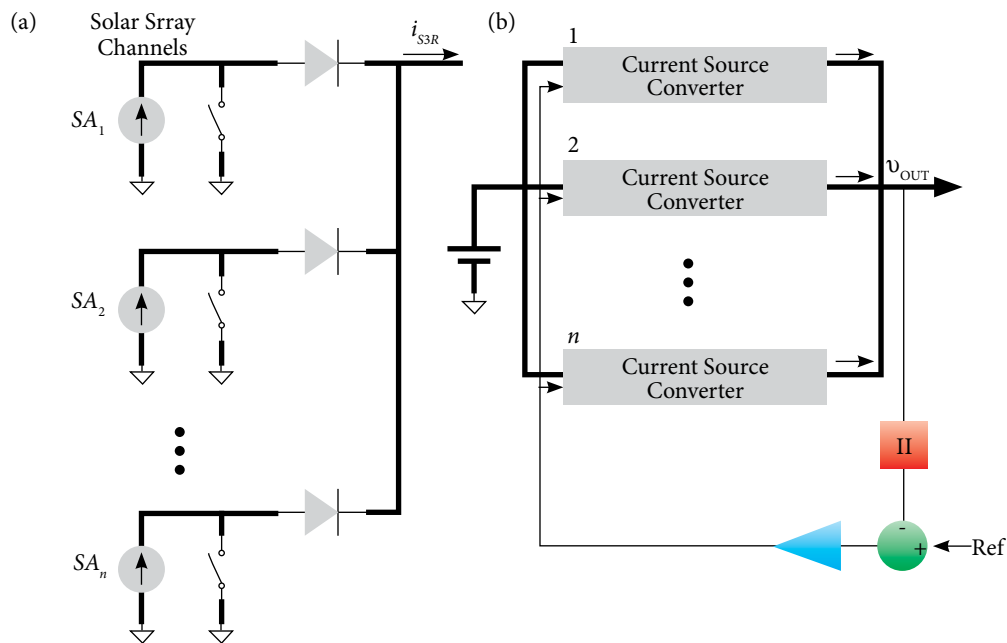 (a)
Solar Srray
Channels
i_S3R
SA_1
SA_2
SA_n
(b)
1
Current Source
Converter
2
Current Source
Converter
υ_OUT
n
Current Source
Converter
II
-
+
Ref